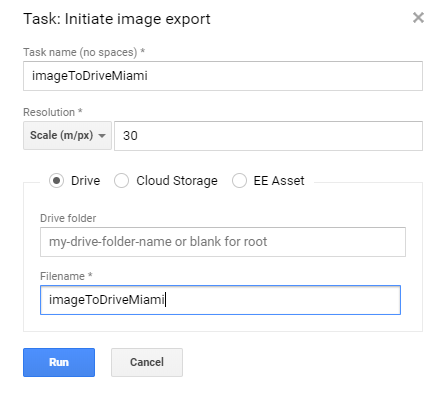 Task: Initiate image export
Task name (no spaces) *
imageToDriveMiami
Resolution *
Scale (m/px) 30
Drive Cloud Storage EE Asset
Drive folder
my-drive-folder-name or blank for root
Filename *
imageToDriveMiami
Run Cancel